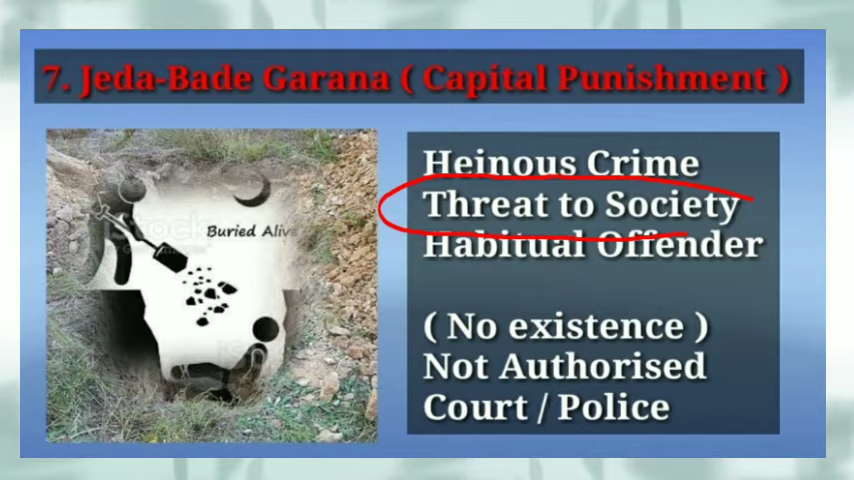 7. Jeda-Bade Garana ( Capital Punishment )
Buried Alive
Heinous Crime
Threat to Society
Habitual Offender
( No existence )
Not Authorised
Court / Police